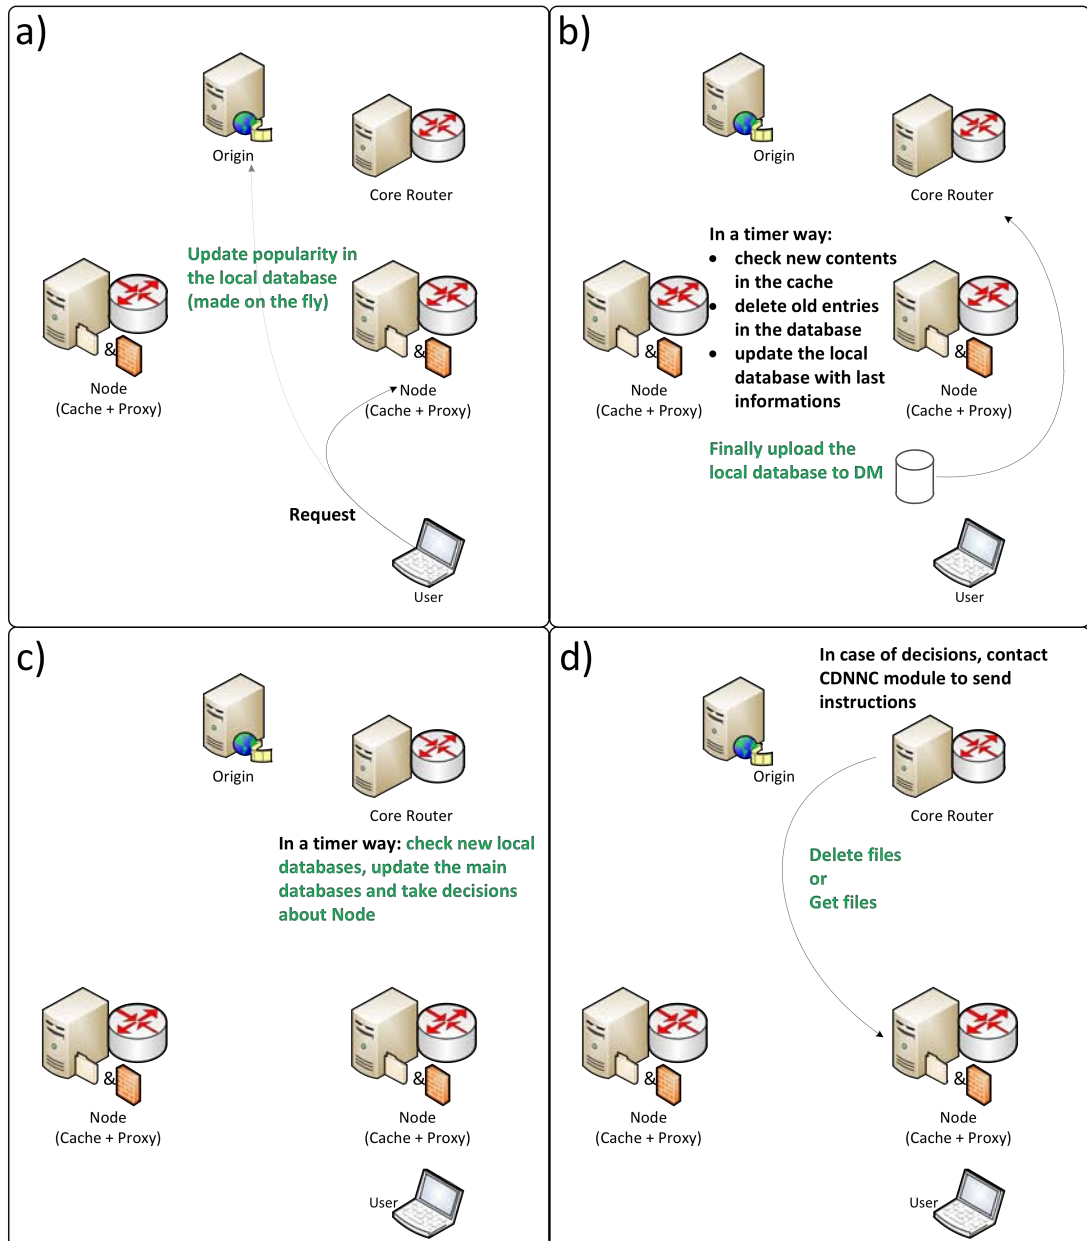 a)
Origin
Core Router
Update popularity in
the local database
(made on the fly)
&
Node
(Cache + Proxy)
&
Node
(Cache + Proxy)
Request
User
b)
Origin
Core Router
In a timer way:
• check new contents
in the cache
• delete old entries
in the database
• update the local
database with last
informations
&
Node
(Cache + Proxy)
&
Node
(Cache + Proxy)
Finally upload the
local database to DM
User
c)
Origin
Core Router
In a timer way: check new local
databases, update the main
databases and take decisions
about Node
&
Node
(Cache + Proxy)
&
Node
(Cache + Proxy)
User
d)
In case of decisions, contact
CDNNC module to send
instructions
Origin
Core Router
Delete files
or
Get files
&
Node
(Cache + Proxy)
&
Node
(Cache + Proxy)
User